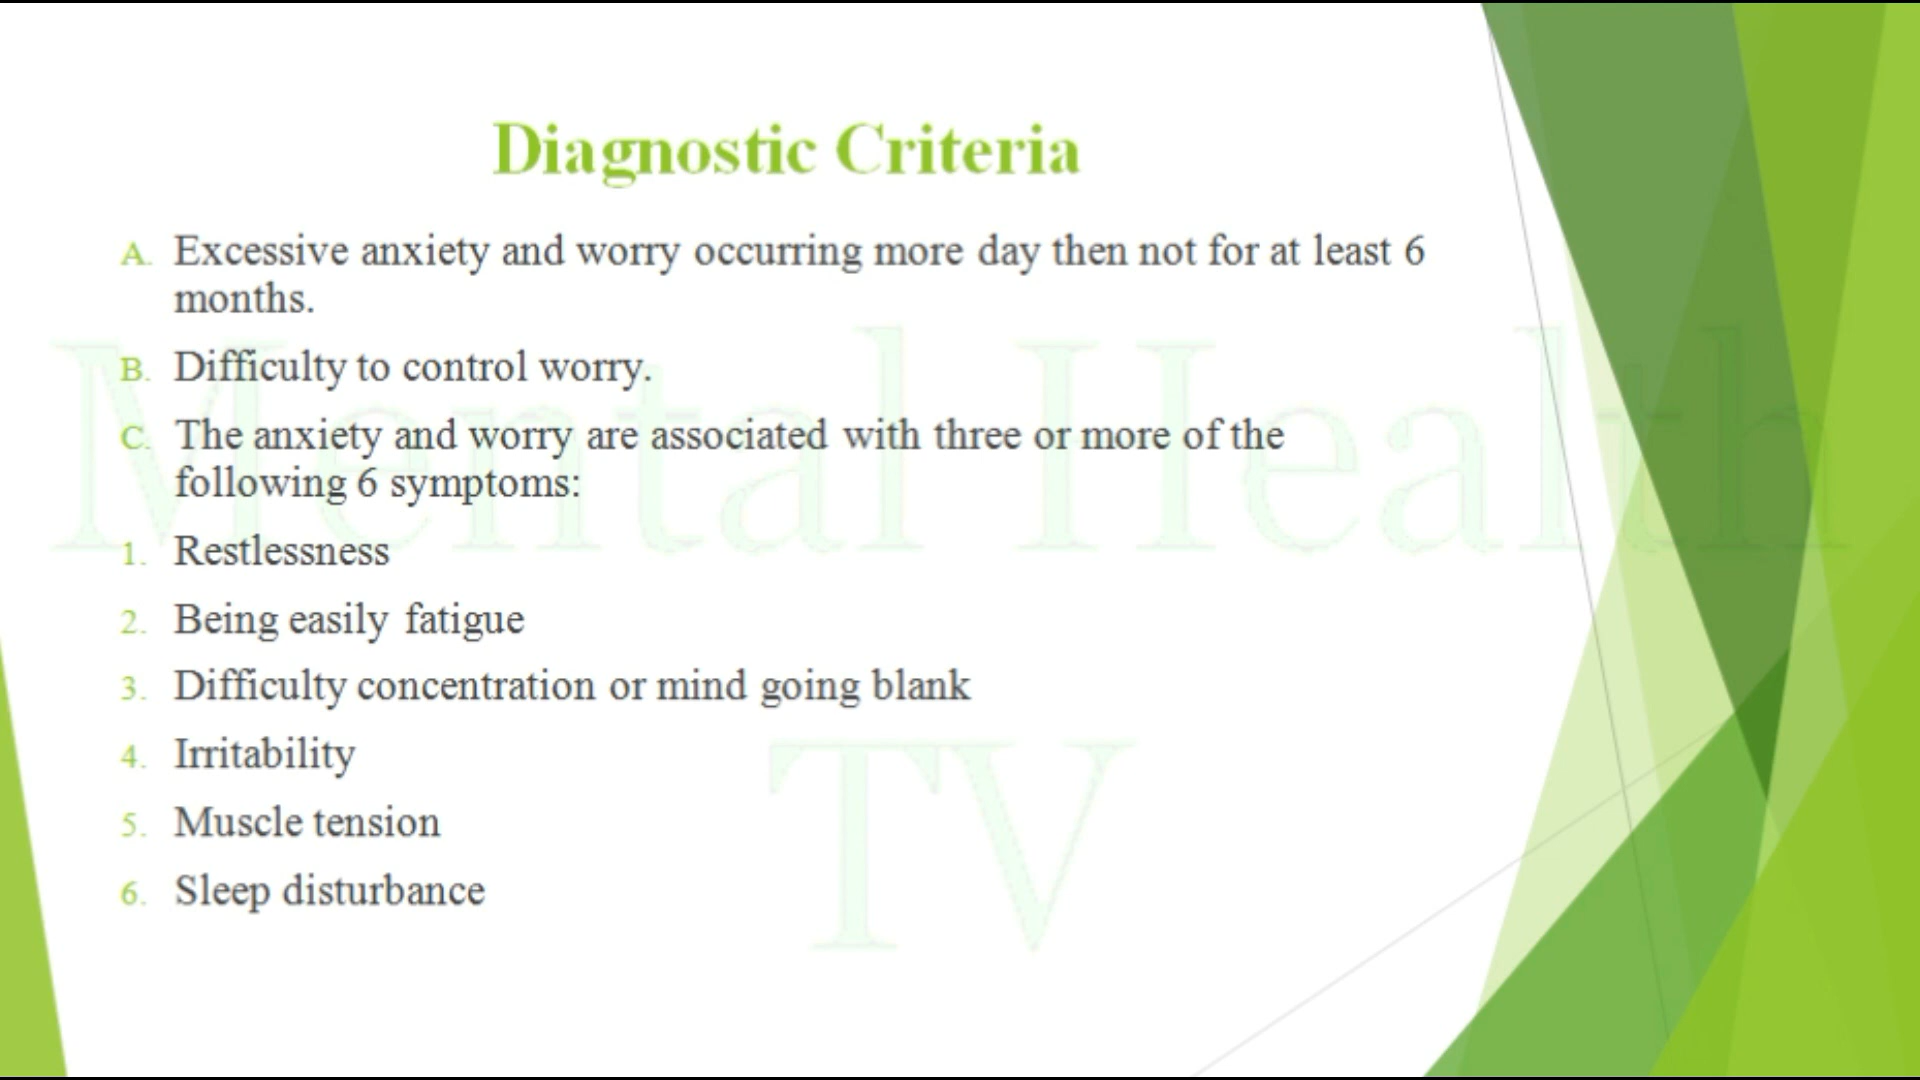 Diagnostic Criteria
A. Excessive anxiety and worry occurring more day then not for at least 6
months.
B. Difficulty to control worry.
C. The anxiety and worry are associated with three or more of the
following 6 symptoms:
1. Restlessness
2. Being easily fatigue
3. Difficulty concentration or mind going blank
4. Irritability
5. Muscle tension
6. Sleep disturbance
Mental Health
TV